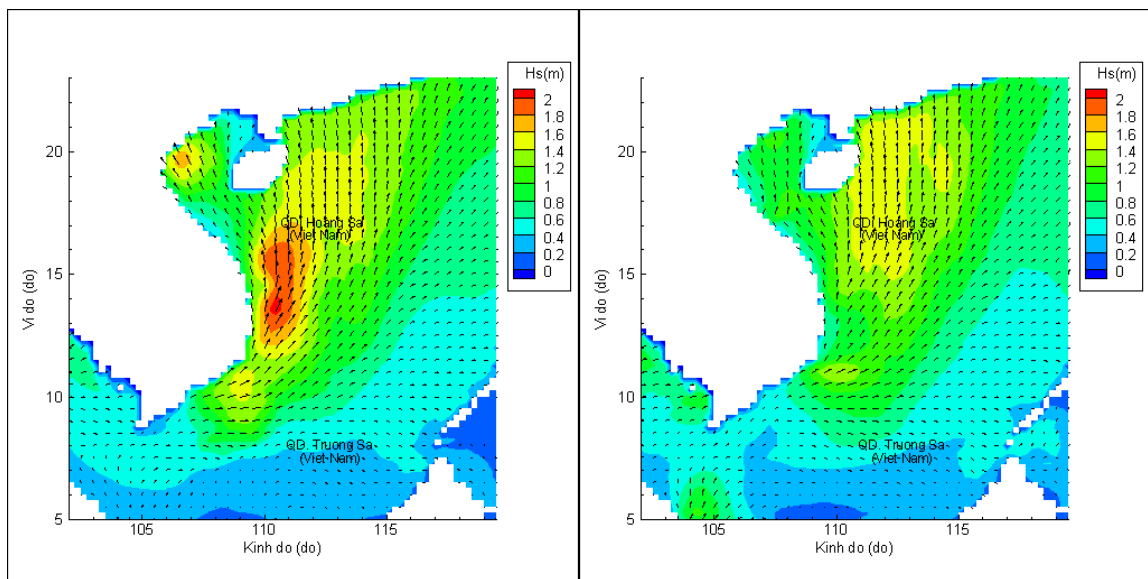 Hs(m)
2
1.8
1.6
1.4
1.2
1
0.8
0.6
0.4
0.2
0
20
15
10
5
Vi do (do)
QD. Hoang Sa
(Viet Nam)
QD. Truong Sa
(Viet Nam)
105
110
115
Kinh do (do)
Hs(m)
2
1.8
1.6
1.4
1.2
1
0.8
0.6
0.4
0.2
0
20
15
10
5
Vi do (do)
QD. Hoang Sa
(Viet Nam)
QD. Truong Sa
(Viet Nam)
105
110
115
Kinh do (do)